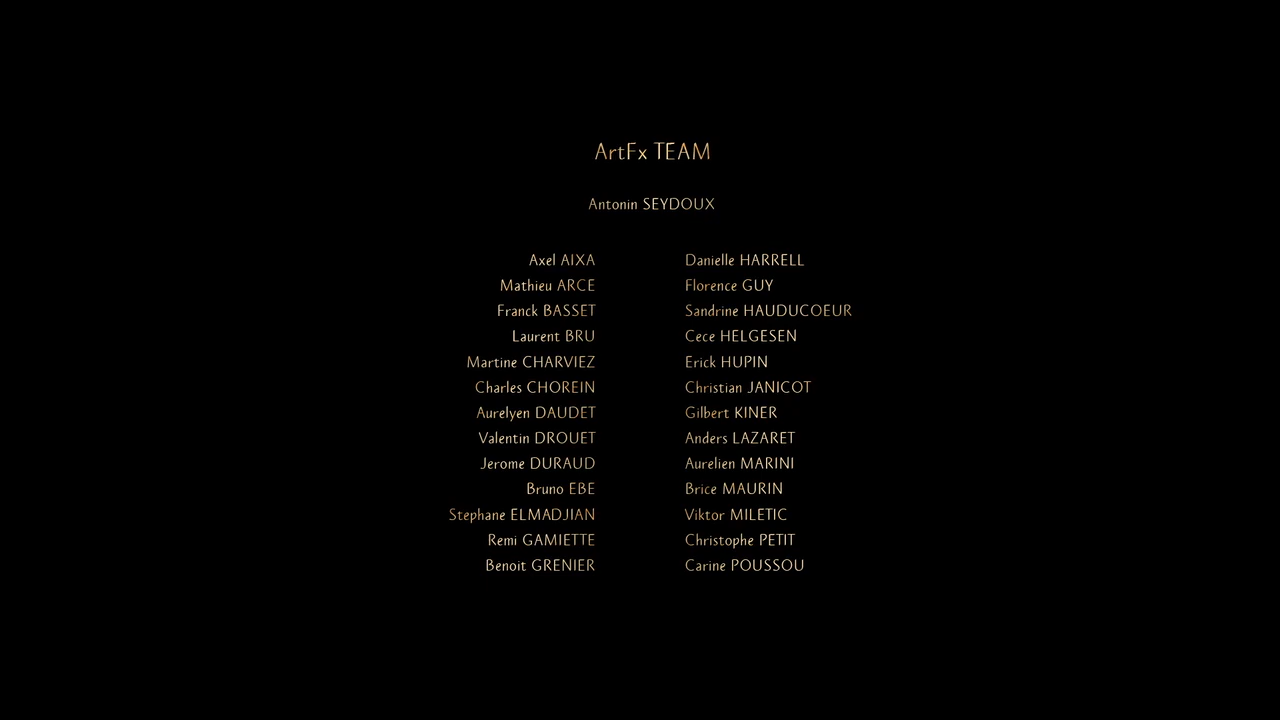 ArtFx TEAM
Antonin SEYDOUX
Axel AIXA
Mathieu ARCE
Franck BASSET
Laurent BRU
Martine CHARVIEZ
Charles CHOREIN
Aurelyen DAUDET
Valentin DROUET
Jerome DURAUD
Bruno EBE
Stephane ELMADJIAN
Remi GAMIETTE
Benoit GRENIER
Danielle HARRELL
Florence GUY
Sandrine HAUDUCOEUR
Cece HELGESEN
Erick HUPIN
Christian JANICOT
Gilbert KINER
Anders LAZARET
Aurelien MARINI
Brice MAURIN
Viktor MILETIC
Christophe PETIT
Carine POUSSOU